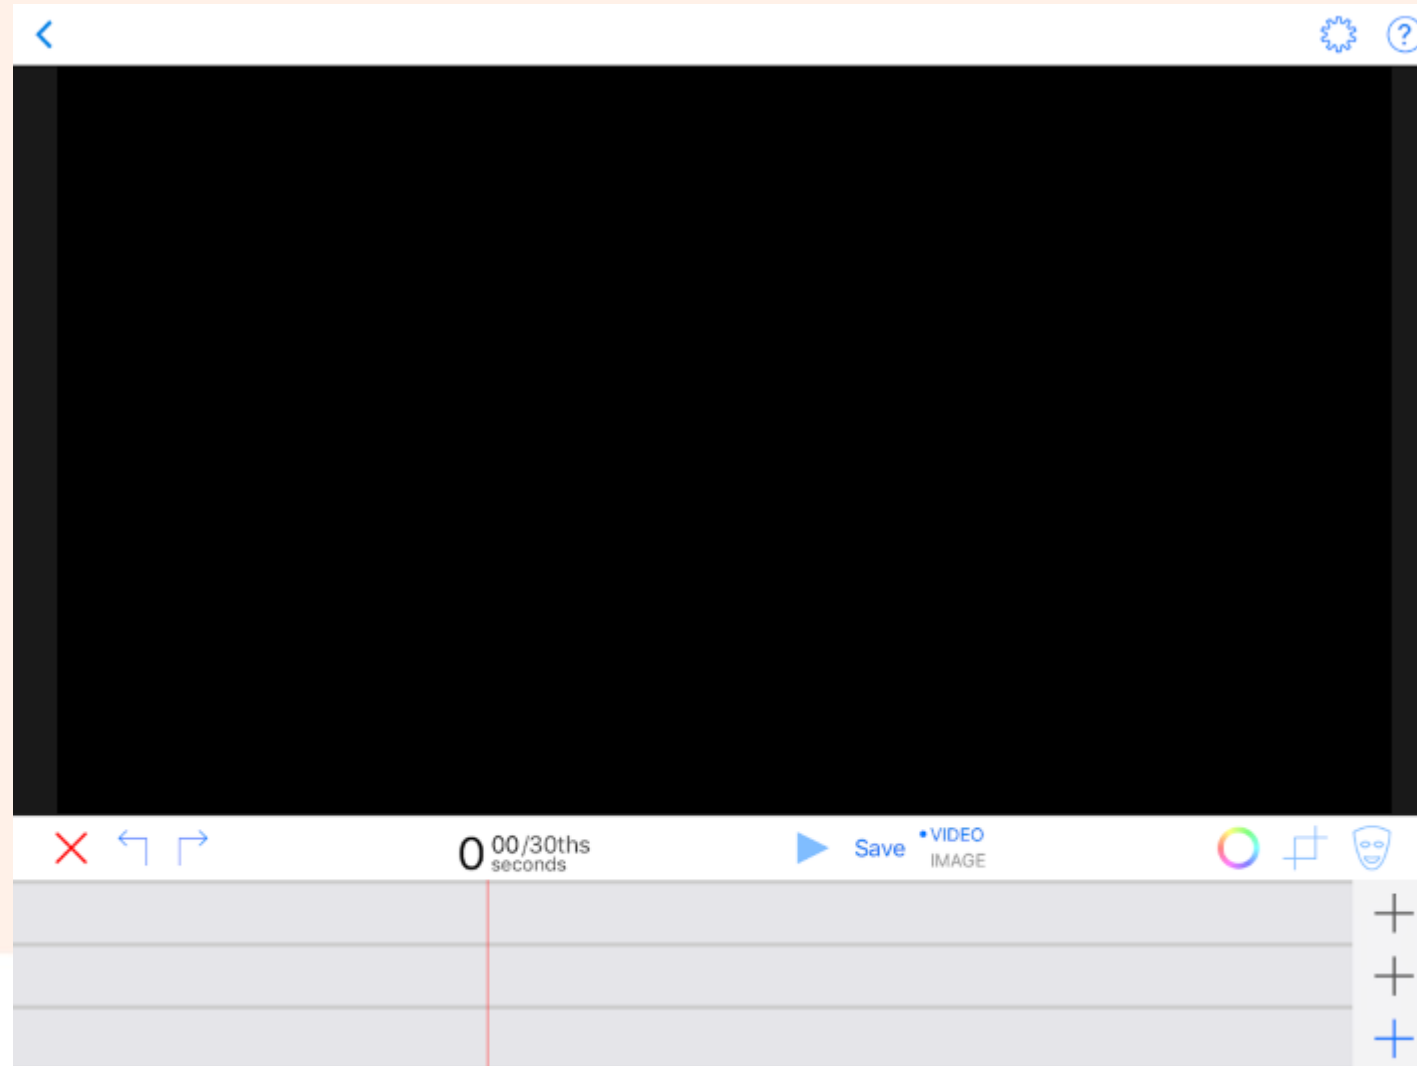 ?
0 00/30ths
seconds
Save
• VIDEO
IMAGE